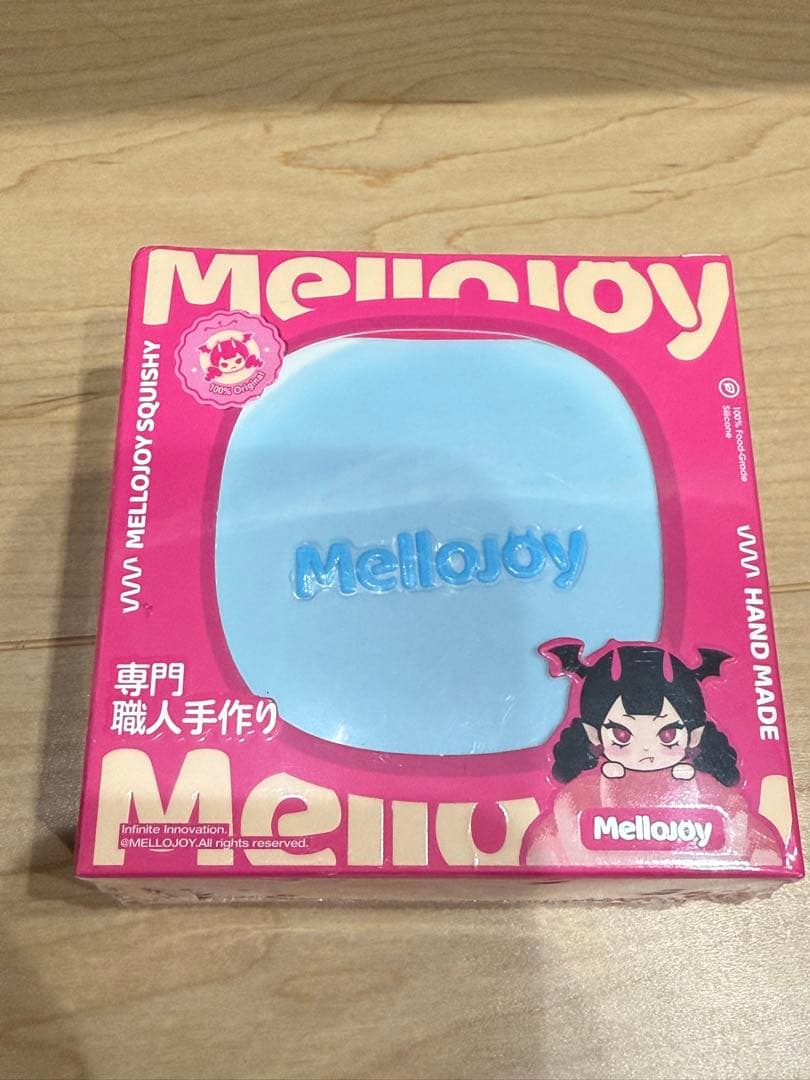 Mellojoy
100% Original
MELLOJOY SQUISHY
100% Food-Grade
Silicone
Mellojoy
HAND MADE
専門
職人手作り
Mellojoy
Infinite Innovation.
@MELLOJOY.All rights reserved.
Mellojoy